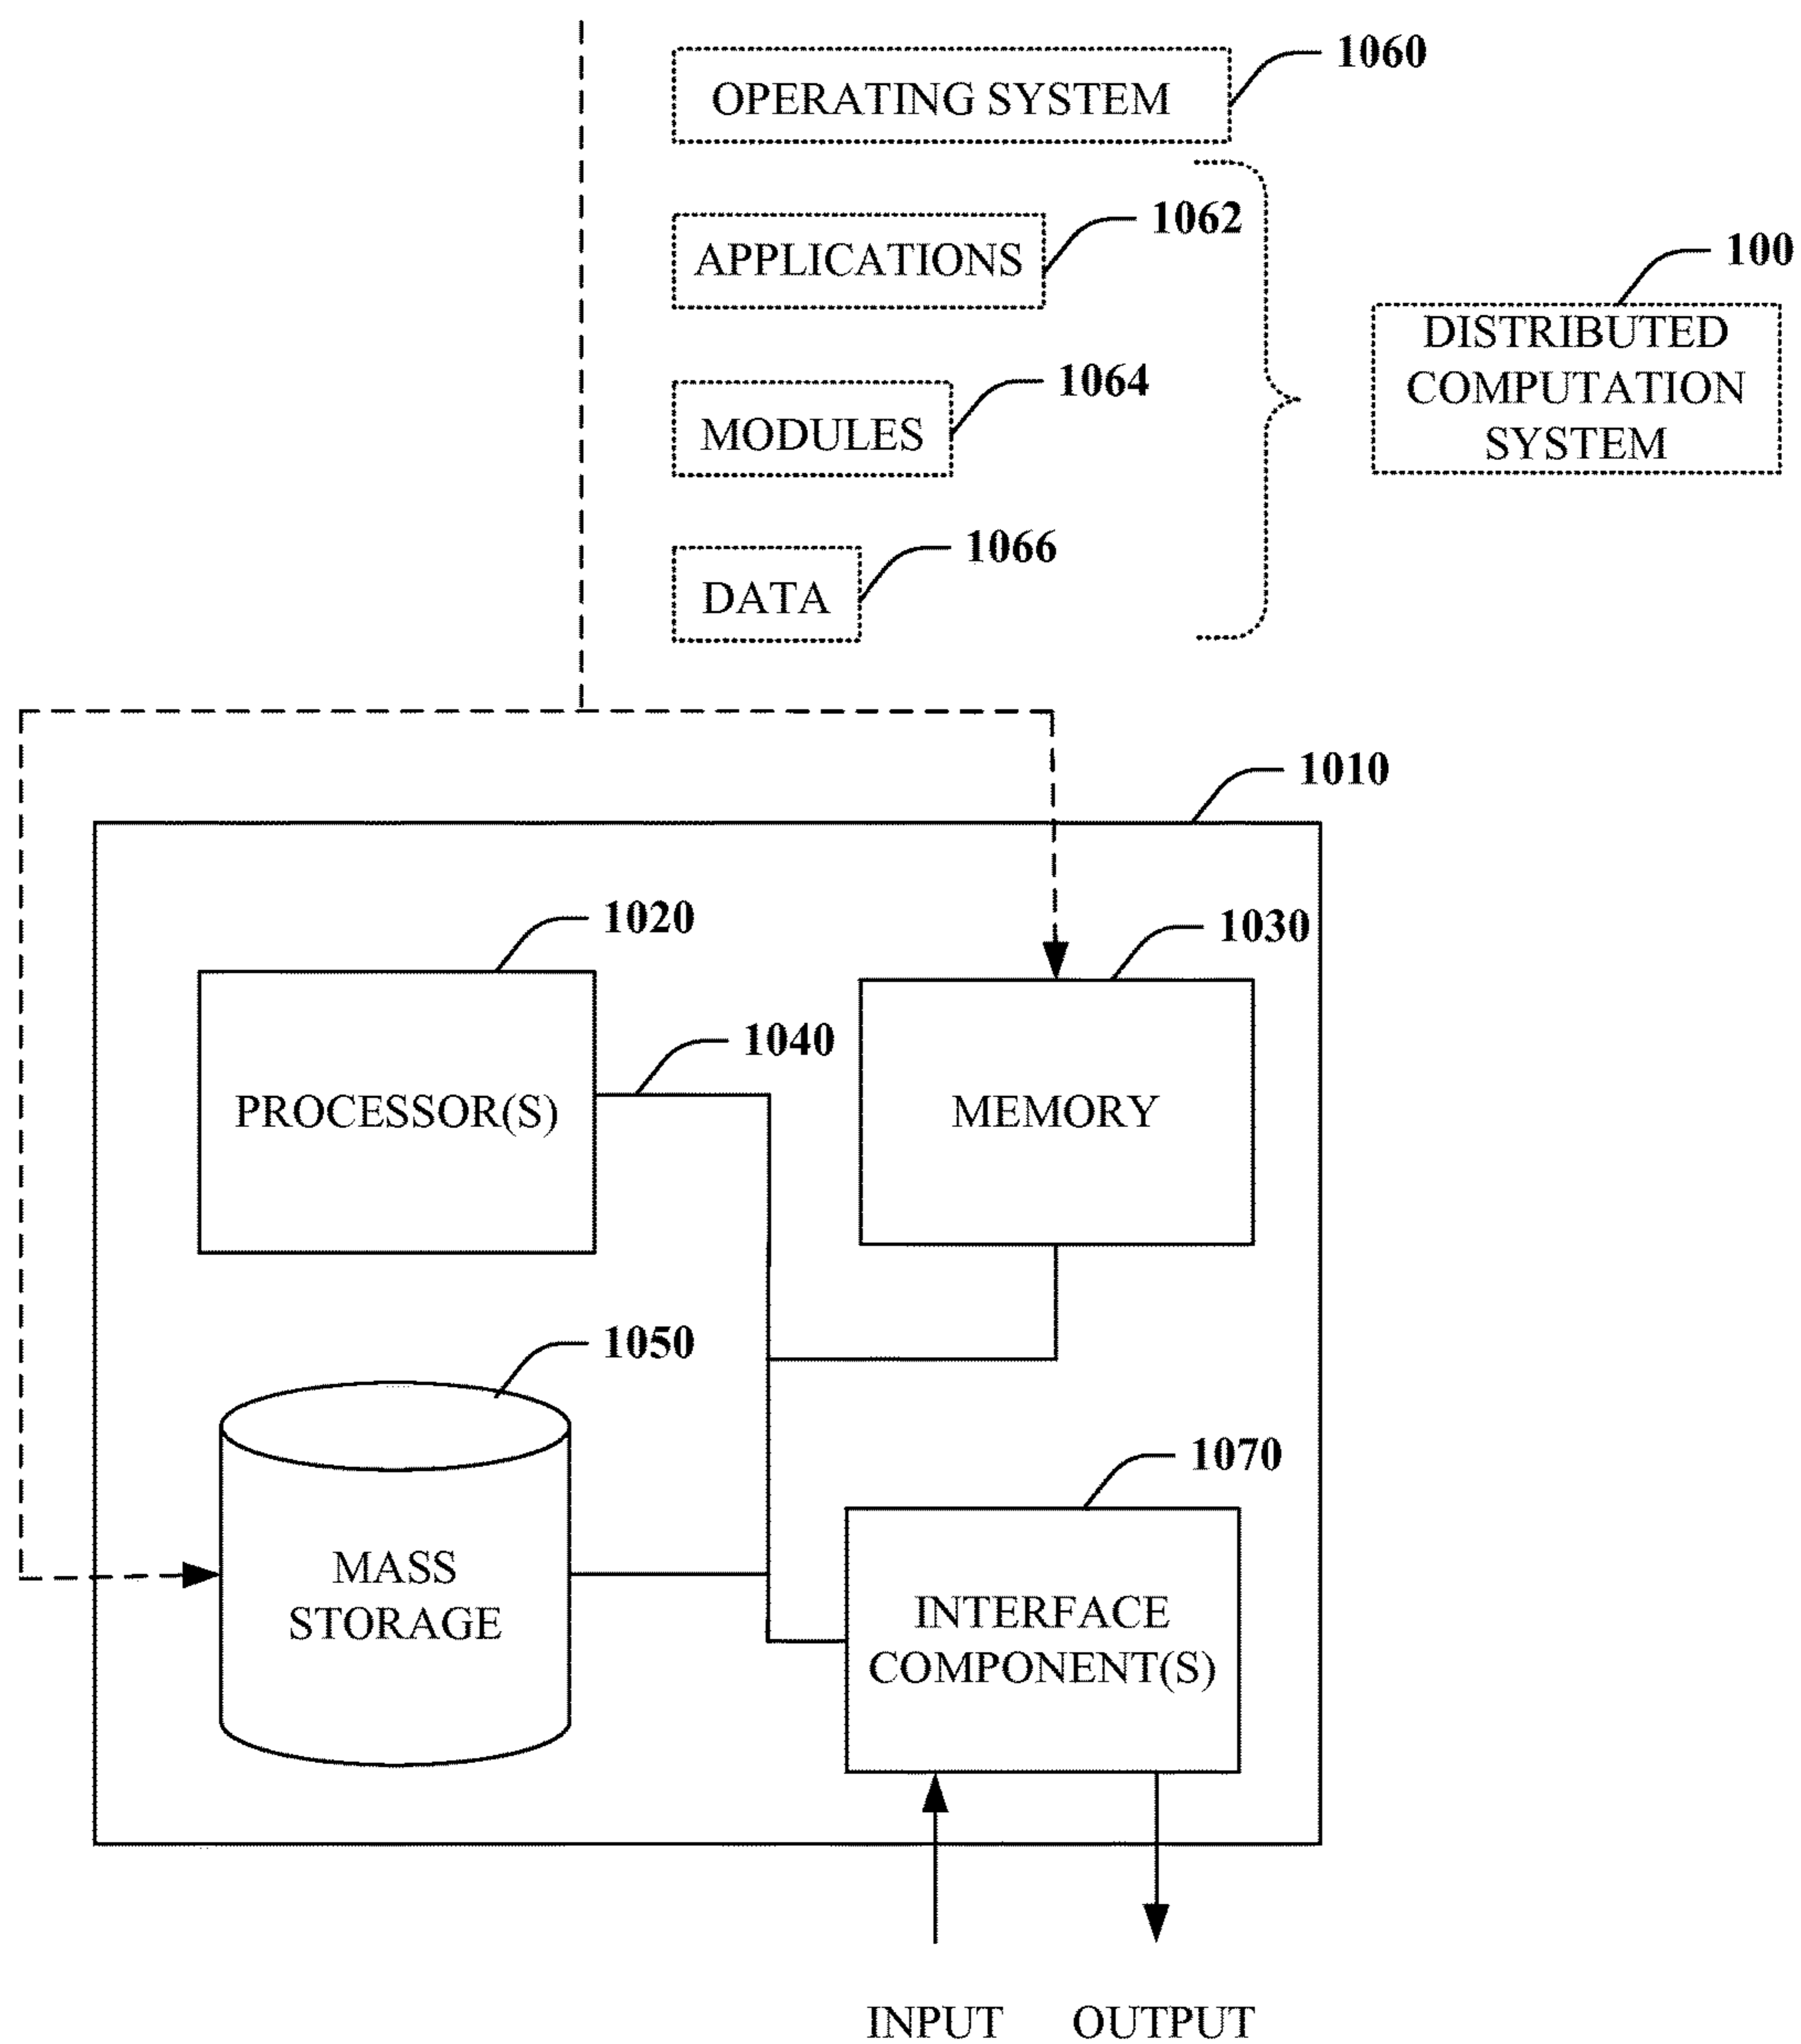 OPERATING SYSTEM
1060
APPLICATIONS
1062
MODULES
1064
DATA
1066
100
DISTRIBUTED
COMPUTATION
SYSTEM
1010
1020
PROCESSOR(S)
1030
MEMORY
1040
1050
MASS
STORAGE
1070
INTERFACE
COMPONENT(S)
INPUT
OUTPUT